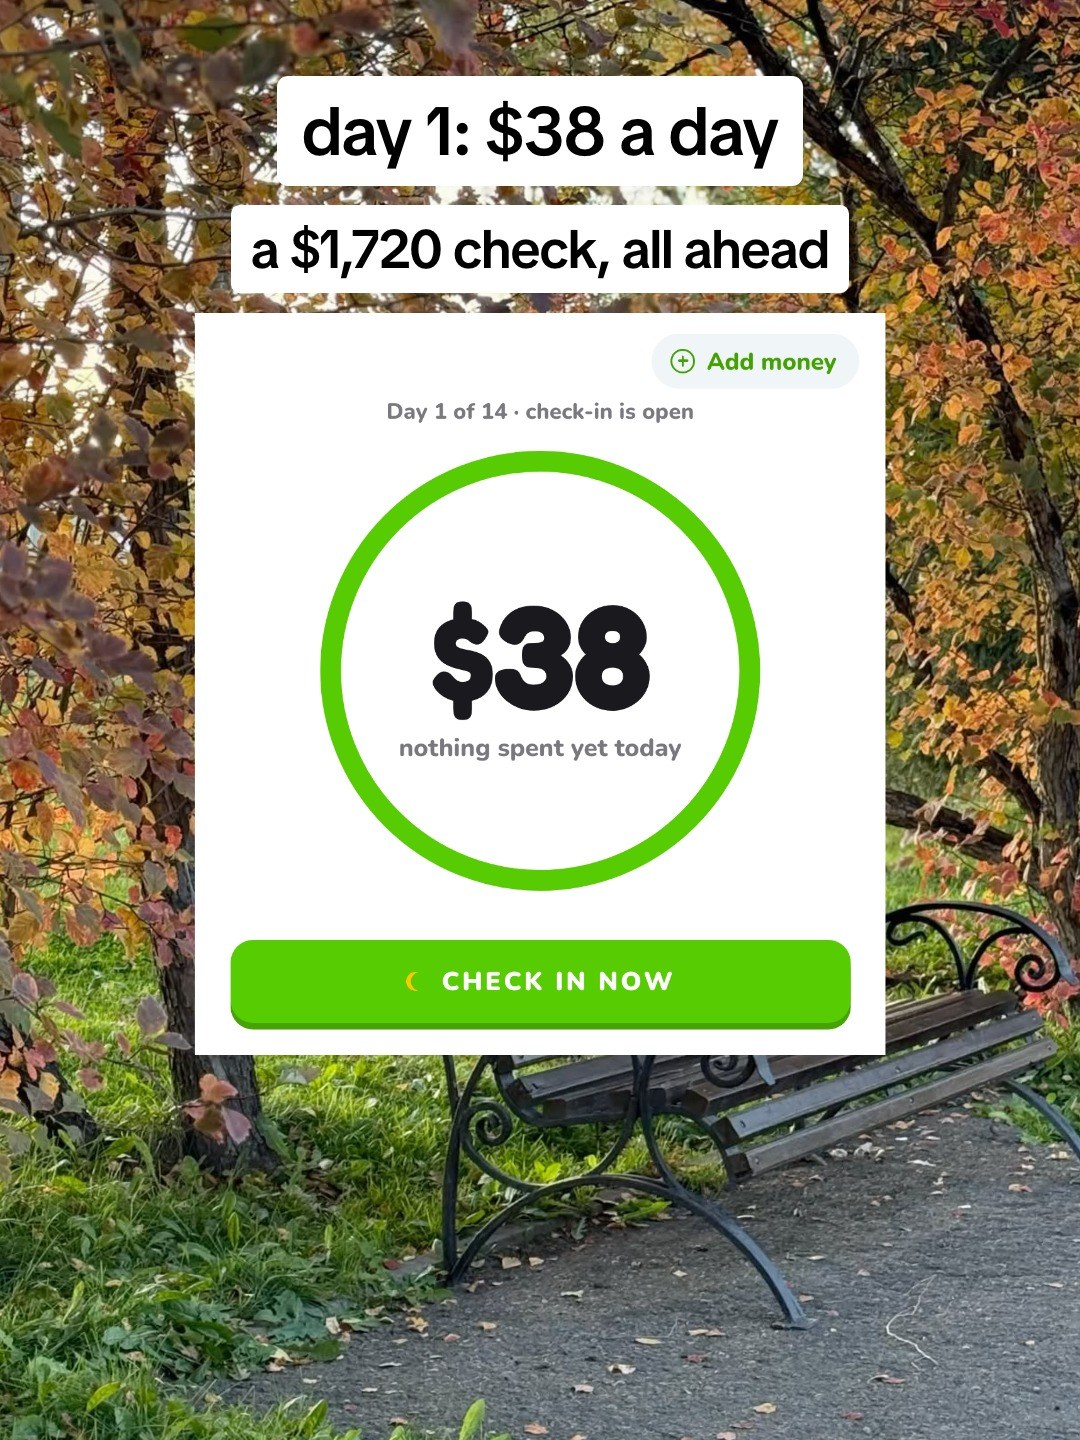 day 1: $38 a day
a $1,720 check, all ahead
Add money
Day 1 of 14 · check-in is open
$38
nothing spent yet today
CHECK IN NOW